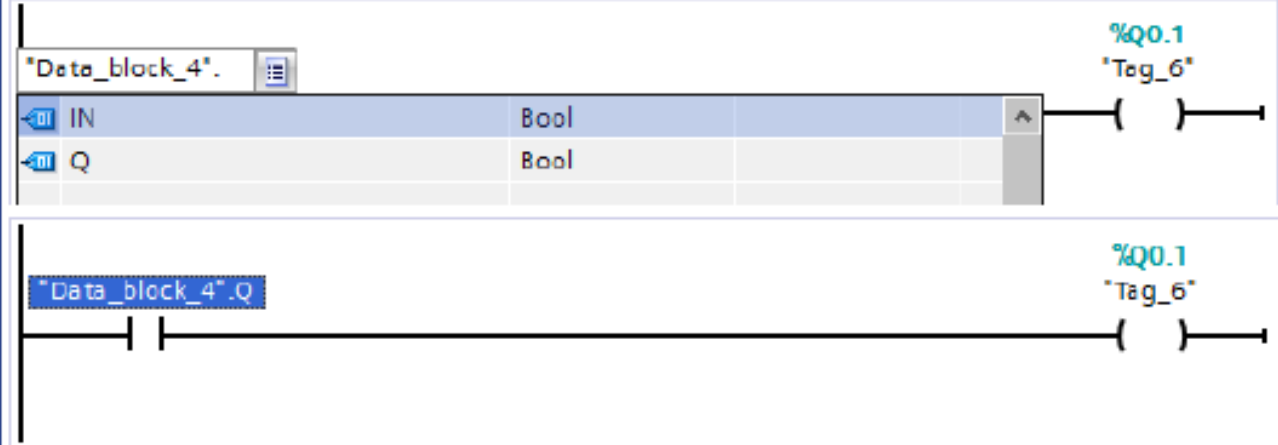 %Q0.1
"Data_block_4". "Tag_6"
IN Bool
Q Bool
%Q0.1
"Data_block_4".Q "Tag_6"